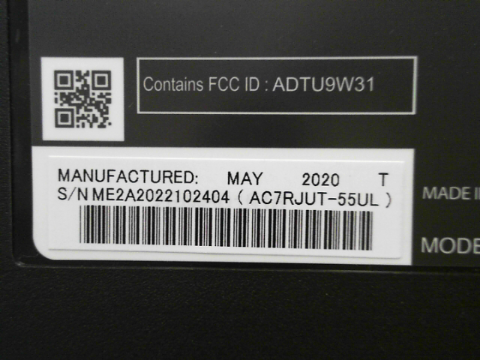 Contains FCC ID : ADTU9W31
MANUFACTURED: MAY 2020 T
S/N ME2A2022102404 ( AC7RJUT-55UL )
MADE I
MODE